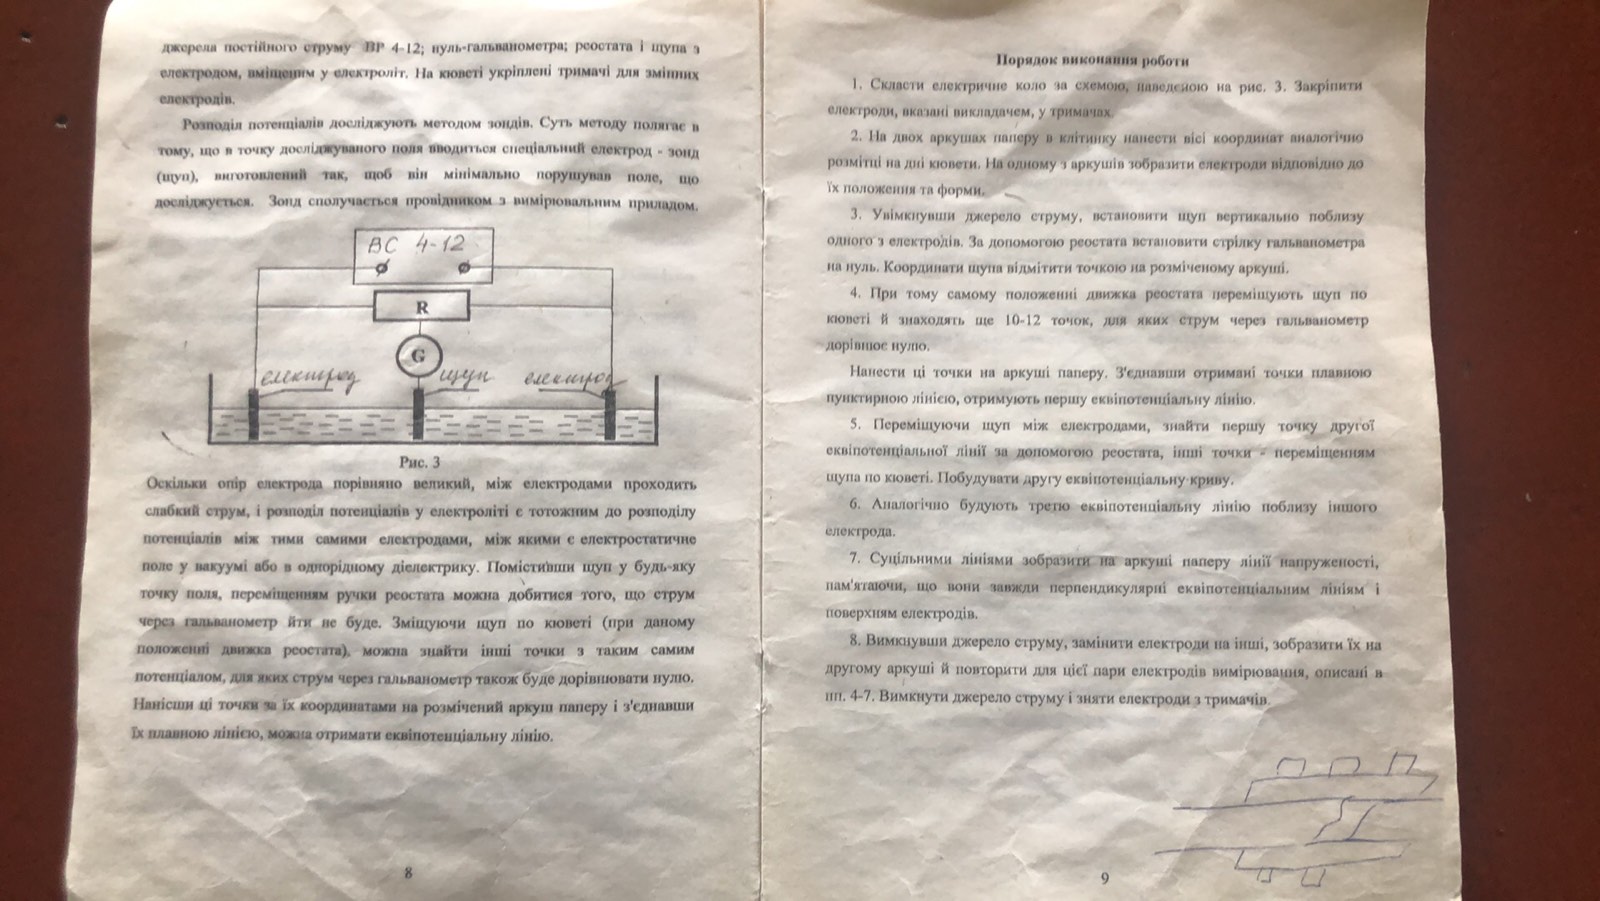 джерела постійного струму ВР 4-12; нуль-гальванометра; реостата і щупа з
електродом, вміщеним у електроліт. На кюветі укріплені тримачі для змінних
електродів.
Розподіл потенціалів досліджують методом зондів. Суть методу полягає в
тому, що в точку досліджуваного поля вводиться спеціальний електрод - зонд
(щуп), виготовлений так, щоб він мінімально порушував поле, що
досліджується. Зонд сполучається провідником з вимірювальним приладом.
ВС 4-12
R
G
електрод щуп електрод
Рис. 3
Оскільки опір електрода порівняно великий, між електродами проходить
слабкий струм, і розподіл потенціалів у електроліті є тотожним до розподілу
потенціалів між тими самими електродами, між якими є електростатичне
поле у вакуумі або в однорідному діелектрику. Помістивши щуп у будь-яку
точку поля, переміщенням ручки реостата можна добитися того, що струм
через гальванометр йти не буде. Зміщуючи щуп по кюветі (при даному
положенні движка реостата), можна знайти інші точки з таким самим
потенціалом, для яких струм через гальванометр також буде дорівнювати нулю.
Нанісши ці точки за їх координатами на розмічений аркуш паперу і з'єднавши
їх плавною лінією, можна отримати еквіпотенціальну лінію.
8
Порядок виконання роботи
1. Скласти електричне коло за схемою, наведеною на рис. 3. Закріпити
електроди, вказані викладачем, у тримачах.
2. На двох аркушах паперу в клітинку нанести вісі координат аналогічно
розмітці на дні кювети. На одному з аркушів зобразити електроди відповідно до
їх положення та форми.
3. Увімкнувши джерело струму, встановити щуп вертикально поблизу
одного з електродів. За допомогою реостата встановити стрілку гальванометра
на нуль. Координати щупа відмітити точкою на розміченому аркуші.
4. При тому самому положенні движка реостата переміщують щуп по
кюветі й знаходять ще 10-12 точок, для яких струм через гальванометр
дорівнює нулю.
Нанести ці точки на аркуші паперу. З'єднавши отримані точки плавною
пунктирною лінією, отримують першу еквіпотенціальну лінію.
5. Переміщуючи щуп між електродами, знайти першу точку другої
еквіпотенціальної лінії за допомогою реостата, інші точки - переміщенням
щупа по кюветі. Побудувати другу еквіпотенціальну криву.
6. Аналогічно будують третю еквіпотенціальну лінію поблизу іншого
електрода.
7. Суцільними лініями зобразити на аркуші паперу лінії напруженості,
пам'ятаючи, що вони завжди перпендикулярні еквіпотенціальним лініям і
поверхням електродів.
8. Вимкнувши джерело струму, замінити електроди на інші, зобразити їх на
другому аркуші й повторити для цієї пари електродів вимірювання, описані в
пп. 4-7. Вимкнути джерело струму і зняти електроди з тримачів.
9